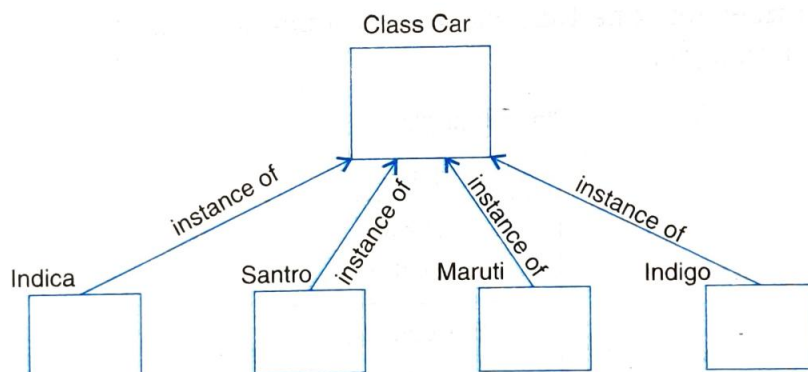 Class Car
instance of
instance of
instance of
instance of
Indica
Santro
Maruti
Indigo